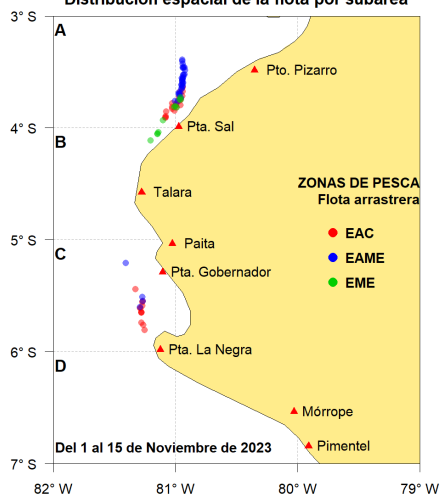 Distribución espacial de la flota por subárea
3° S
A
Pto. Pizarro
Pta. Sal
4° S
B
ZONAS DE PESCA
Flota arrastrera
Talara
EAC
5° S
Paita
C
EAME
Pta. Gobernador
EME
6° S
Pta. La Negra
D
Mórrope
Del 1 al 15 de Noviembre de 2023
Pimentel
7° S
82° W
81° W
80° W
79° W